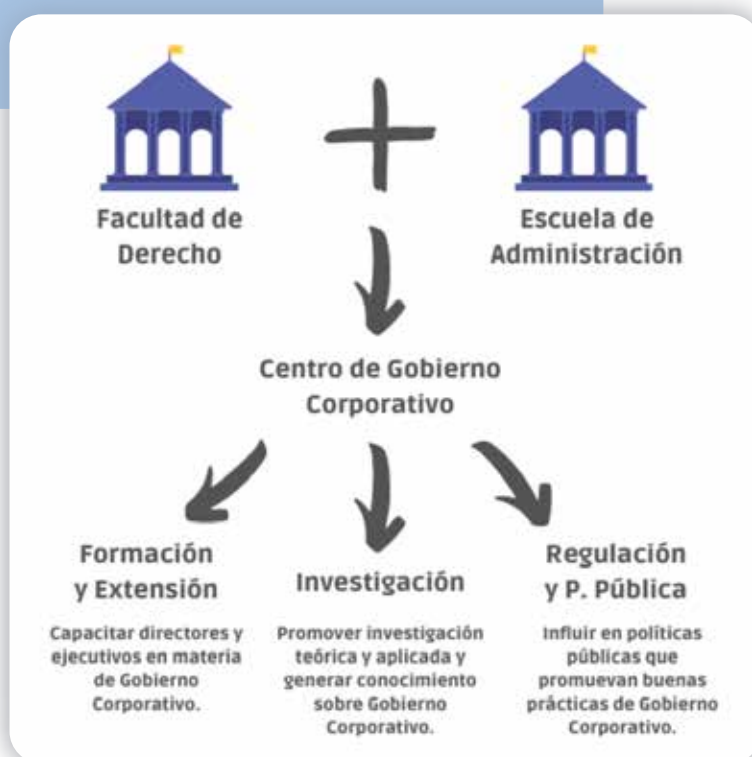 Facultad de
Derecho
Escuela de
Administración
Centro de Gobierno
Corporativo
Formación
y Extensión
Capacitar directores y
ejecutivos en materia
de Gobierno
Corporativo.
Investigación
Promover investigación
teórica y aplicada y
generar conocimiento
sobre Gobierno
Corporativo.
Regulación
y P. Pública
Influir en políticas
públicas que
promuevan buenas
prácticas de Gobierno
Corporativo.